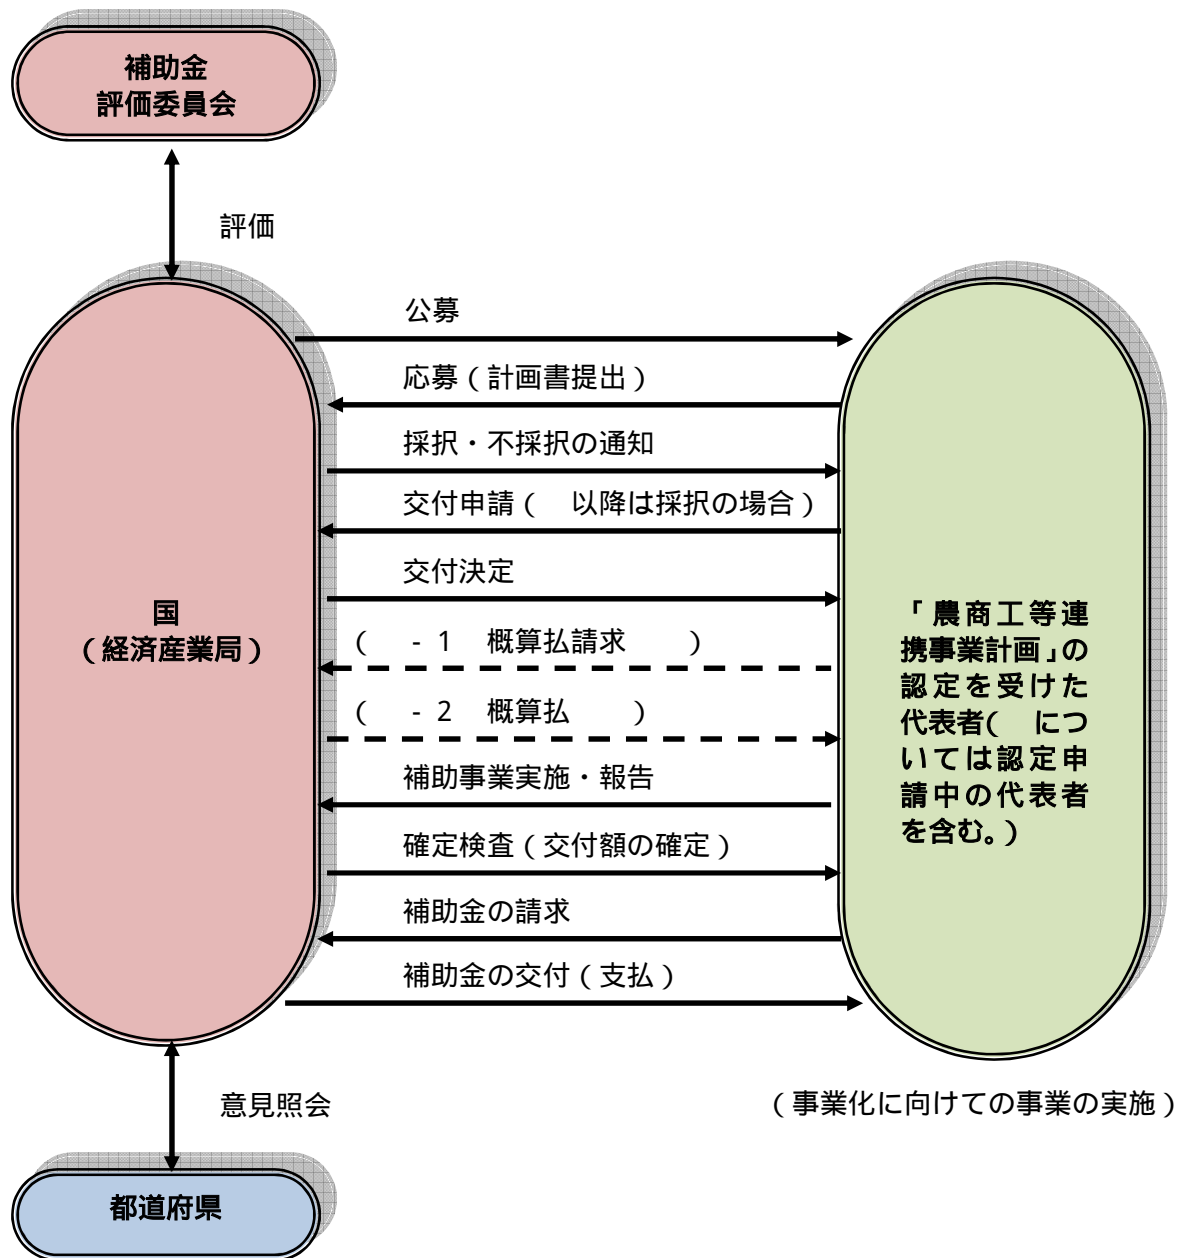 補助金
評価委員会
評価
公募
応募（計画書提出）
採択・不採択の通知
交付申請（　以降は採択の場合）
交付決定
（　-１　概算払請求　　）
（　-２　概算払　　）
補助事業実施・報告
確定検査（交付額の確定）
補助金の請求
補助金の交付（支払）
国
（経済産業局）
「農商工等連
携事業計画」の
認定を受けた
代表者(　につ
いては認定申
請中の代表者
を含む。）
意見照会
（事業化に向けての事業の実施）
都道府県